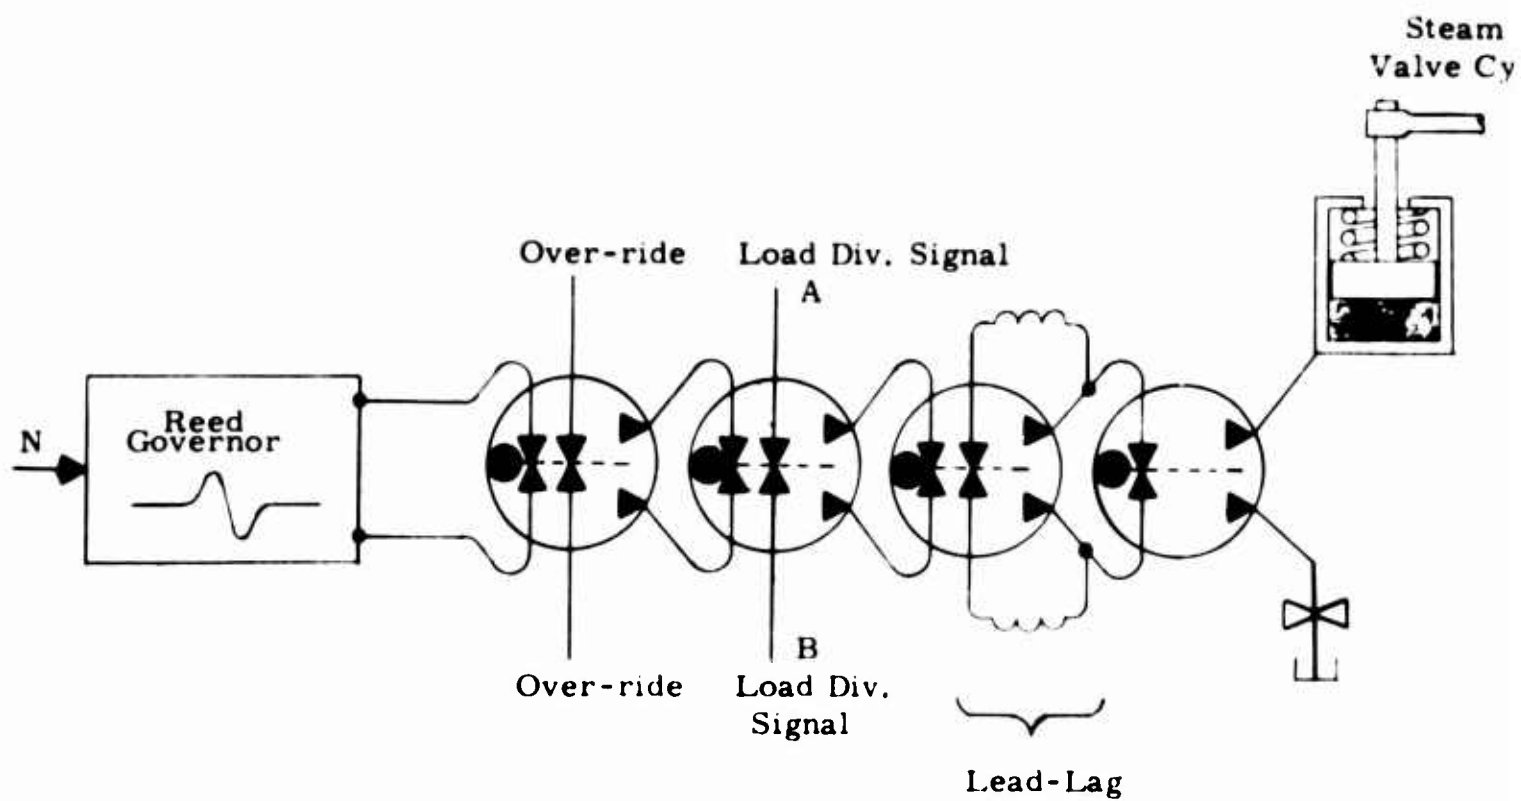 Steam
Valve Cy
Over-ride
Load Div. Signal
A
Reed
Governor
N
B
Over-ride
Load Div.
Signal
Lead-Lag